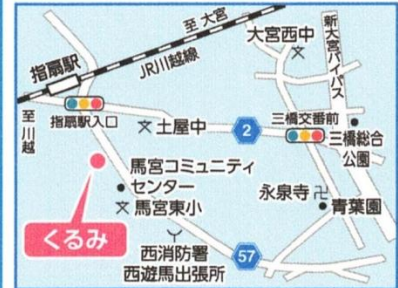 至大宮
新大宮バイパス
大宮西中
JR川越線
指扇駅
至川越
指扇駅入口
土屋中
2
三橋交番前
三橋総合
公園
馬宮コミュニティ
センター
永泉寺
馬宮東小
青葉園
くるみ
西消防署
西遊馬出張所
57